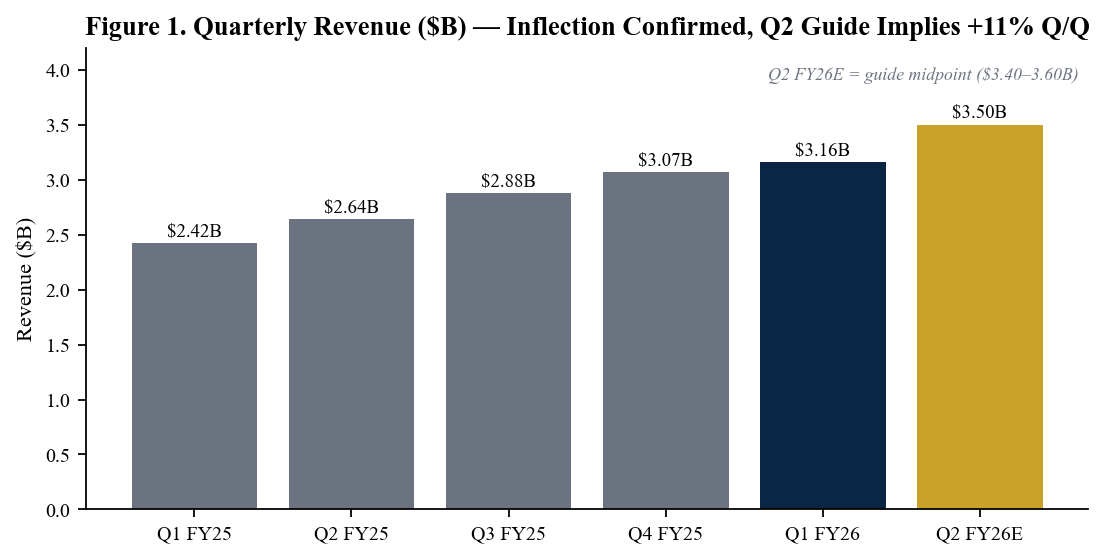 Figure 1. Quarterly Revenue ($B) — Inflection Confirmed, Q2 Guide Implies +11% Q/Q
Q2 FY26E = guide midpoint ($3.40–3.60B)
Revenue ($B)
4.0
3.5
3.0
2.5
2.0
1.5
1.0
0.5
0.0
$2.42B
$2.64B
$2.88B
$3.07B
$3.16B
$3.50B
Q1 FY25
Q2 FY25
Q3 FY25
Q4 FY25
Q1 FY26
Q2 FY26E